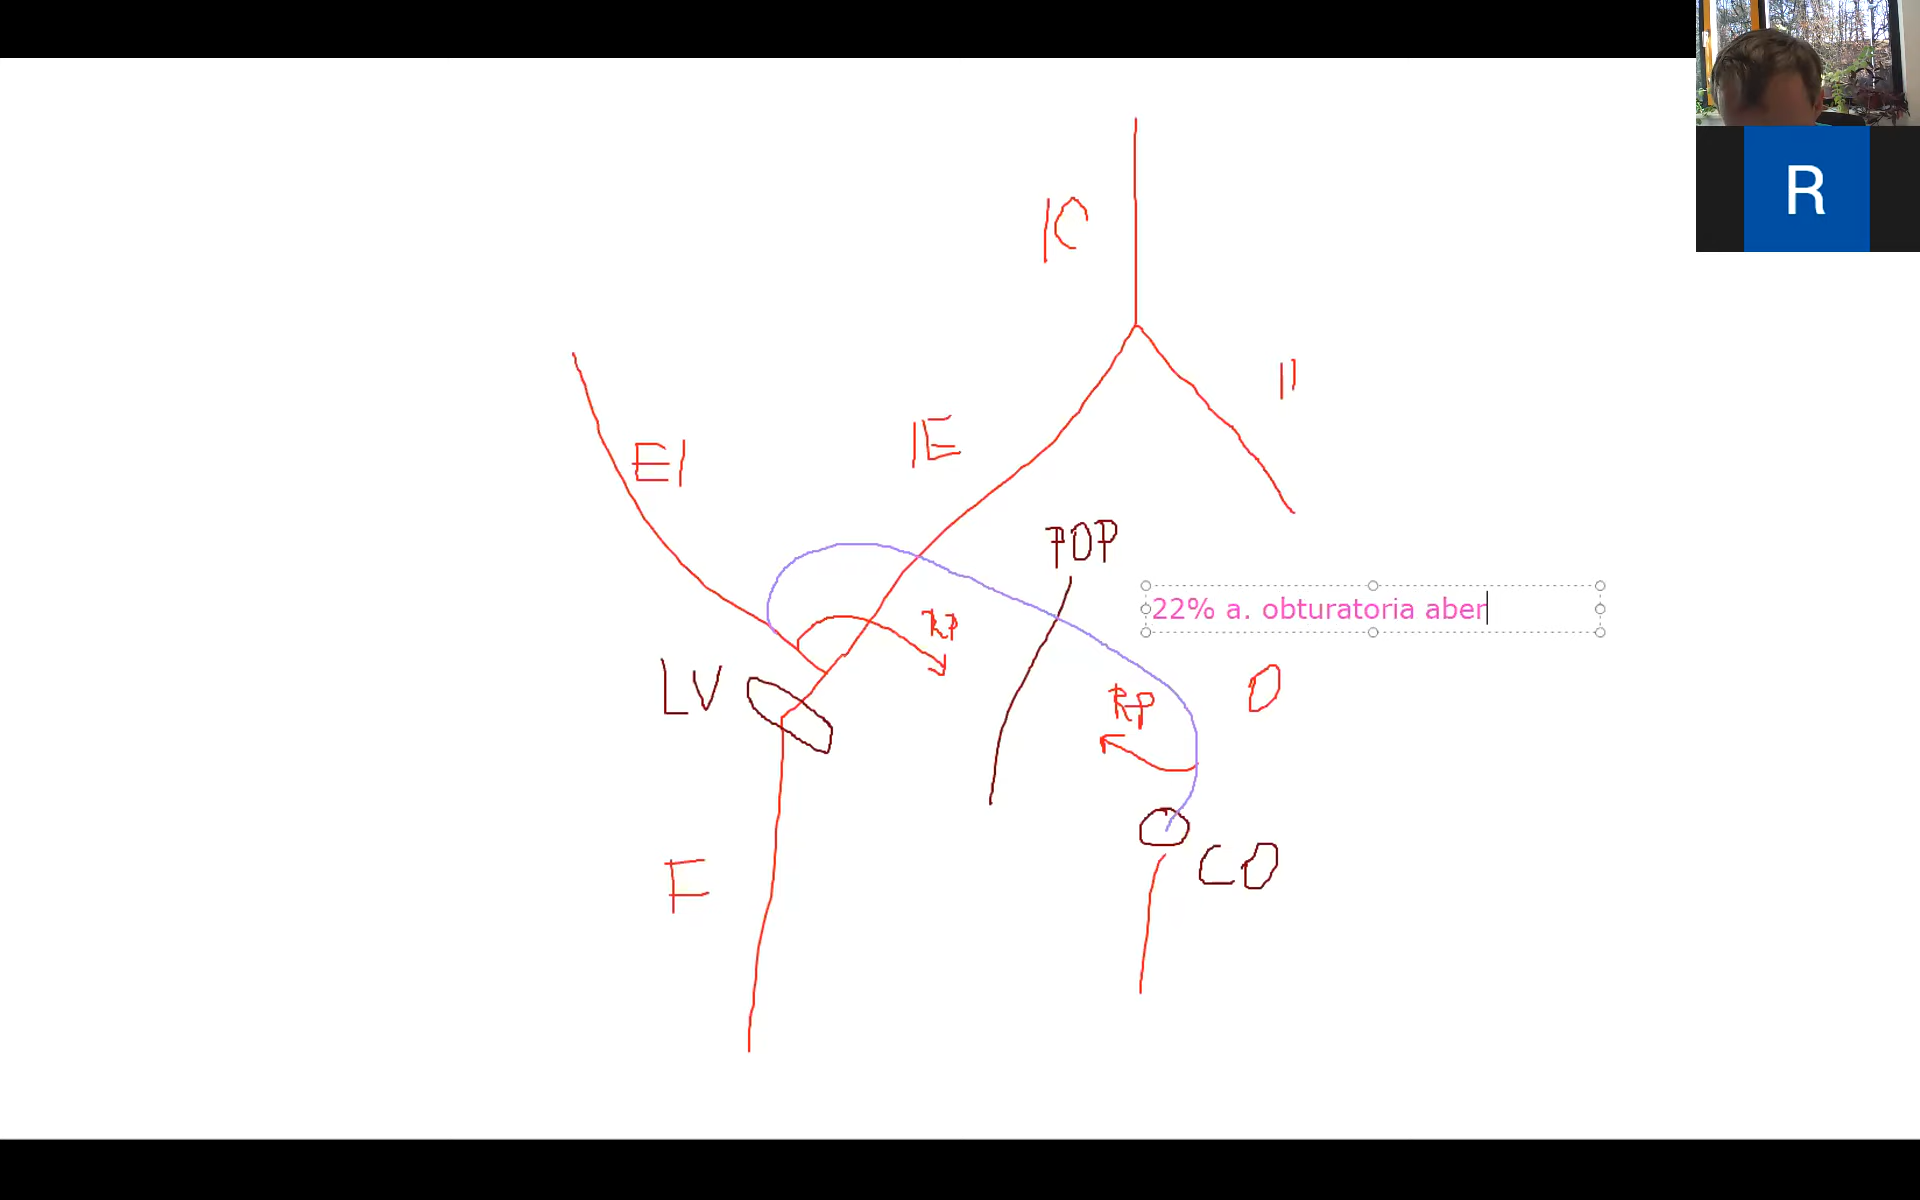 IC
II
IE
EI
POP
22% a. obturatoria aber
RP
LV
O
RP
CO
F
R